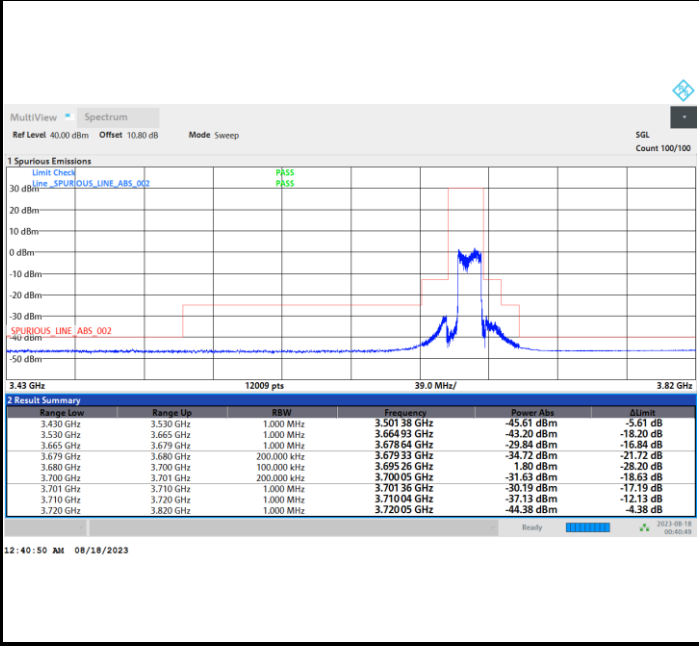 MultiView Spectrum
Ref Level 40.00 dBm Offset 10.80 dB Mode Sweep SGL
Count 100/100
1 Spurious Emissions
Limit Check PASS
Line _SPURIOUS_LINE_ABS_002 PASS
30 dBm
20 dBm
10 dBm
0 dBm
-10 dBm
-20 dBm
-30 dBm
_SPURIOUS_LINE_ABS_002
-40 dBm
-50 dBm
3.43 GHz 12009 pts 39.0 MHz/ 3.82 GHz
2 Result Summary
Range Low Range Up RBW Frequency Power Abs ΔLimit
3.430 GHz 3.530 GHz 1.000 MHz 3.501 38 GHz -45.61 dBm -5.61 dB
3.530 GHz 3.665 GHz 1.000 MHz 3.664 93 GHz -43.20 dBm -18.20 dB
3.665 GHz 3.679 GHz 1.000 MHz 3.678 64 GHz -29.84 dBm -16.84 dB
3.679 GHz 3.680 GHz 200.000 kHz 3.679 33 GHz -34.72 dBm -21.72 dB
3.680 GHz 3.700 GHz 100.000 kHz 3.695 26 GHz 1.80 dBm -28.20 dB
3.700 GHz 3.701 GHz 200.000 kHz 3.700 05 GHz -31.63 dBm -18.63 dB
3.701 GHz 3.710 GHz 1.000 MHz 3.701 36 GHz -30.19 dBm -17.19 dB
3.710 GHz 3.720 GHz 1.000 MHz 3.710 04 GHz -37.13 dBm -12.13 dB
3.720 GHz 3.820 GHz 1.000 MHz 3.720 05 GHz -44.38 dBm -4.38 dB
Ready 2023-08-18
00:40:49
12:40:50 AM 08/18/2023